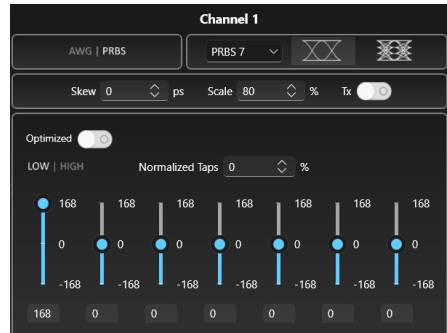 Channel 1
AWG | PRBS PRBS 7
Skew 0 ps Scale 80 % Tx
Optimized
LOW | HIGH Normalized Taps 0 %
168 168 168 168 168 168 168
0 0 0 0 0 0 0
-168 -168 -168 -168 -168 -168 -168
168 0 0 0 0 0 0